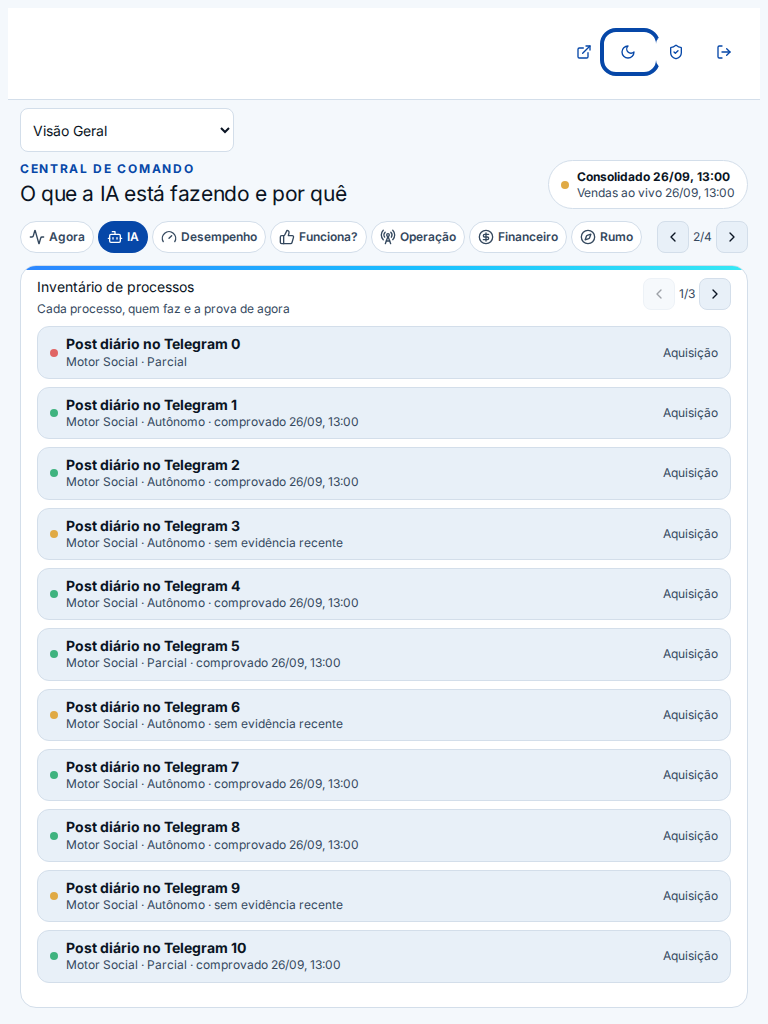 Visão Geral
CENTRAL DE COMANDO
O que a IA está fazendo e por quê
Consolidado 26/09, 13:00
Vendas ao vivo 26/09, 13:00
Agora IA Desempenho Funciona? Operação Financeiro Rumo 2/4
Inventário de processos
Cada processo, quem faz e a prova de agora
1/3
Post diário no Telegram 0
Motor Social · Parcial
Aquisição
Post diário no Telegram 1
Motor Social · Autônomo · comprovado 26/09, 13:00
Aquisição
Post diário no Telegram 2
Motor Social · Autônomo · comprovado 26/09, 13:00
Aquisição
Post diário no Telegram 3
Motor Social · Autônomo · sem evidência recente
Aquisição
Post diário no Telegram 4
Motor Social · Autônomo · comprovado 26/09, 13:00
Aquisição
Post diário no Telegram 5
Motor Social · Parcial · comprovado 26/09, 13:00
Aquisição
Post diário no Telegram 6
Motor Social · Autônomo · sem evidência recente
Aquisição
Post diário no Telegram 7
Motor Social · Autônomo · comprovado 26/09, 13:00
Aquisição
Post diário no Telegram 8
Motor Social · Autônomo · comprovado 26/09, 13:00
Aquisição
Post diário no Telegram 9
Motor Social · Autônomo · sem evidência recente
Aquisição
Post diário no Telegram 10
Motor Social · Parcial · comprovado 26/09, 13:00
Aquisição